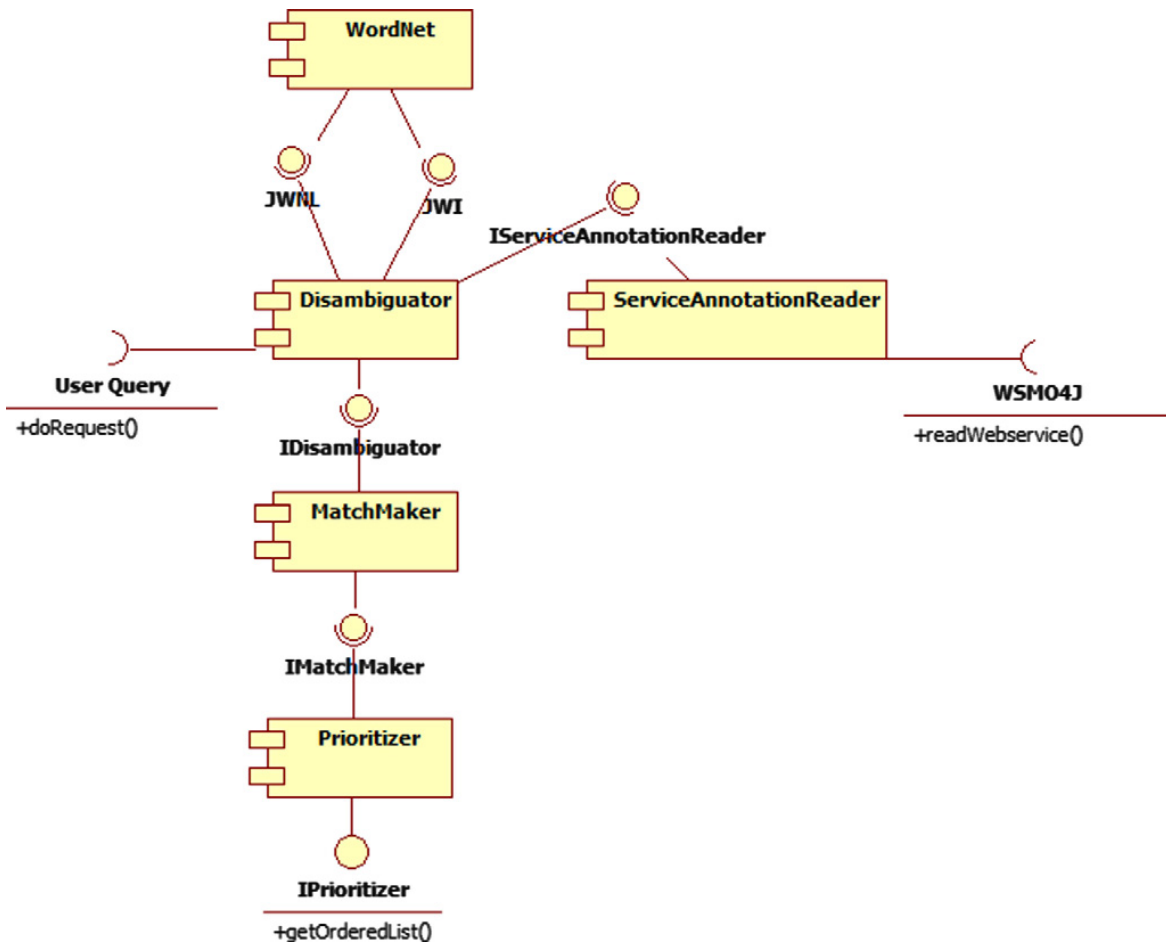 WordNet
JWNL
JWI
IServiceAnnotationReader
Disambiguator
ServiceAnnotationReader
User Query
+doRequest()
WSMO4J
+readWebservice()
IDisambiguator
MatchMaker
IMatchMaker
Prioritizer
IPrioritizer
+getOrderedList()